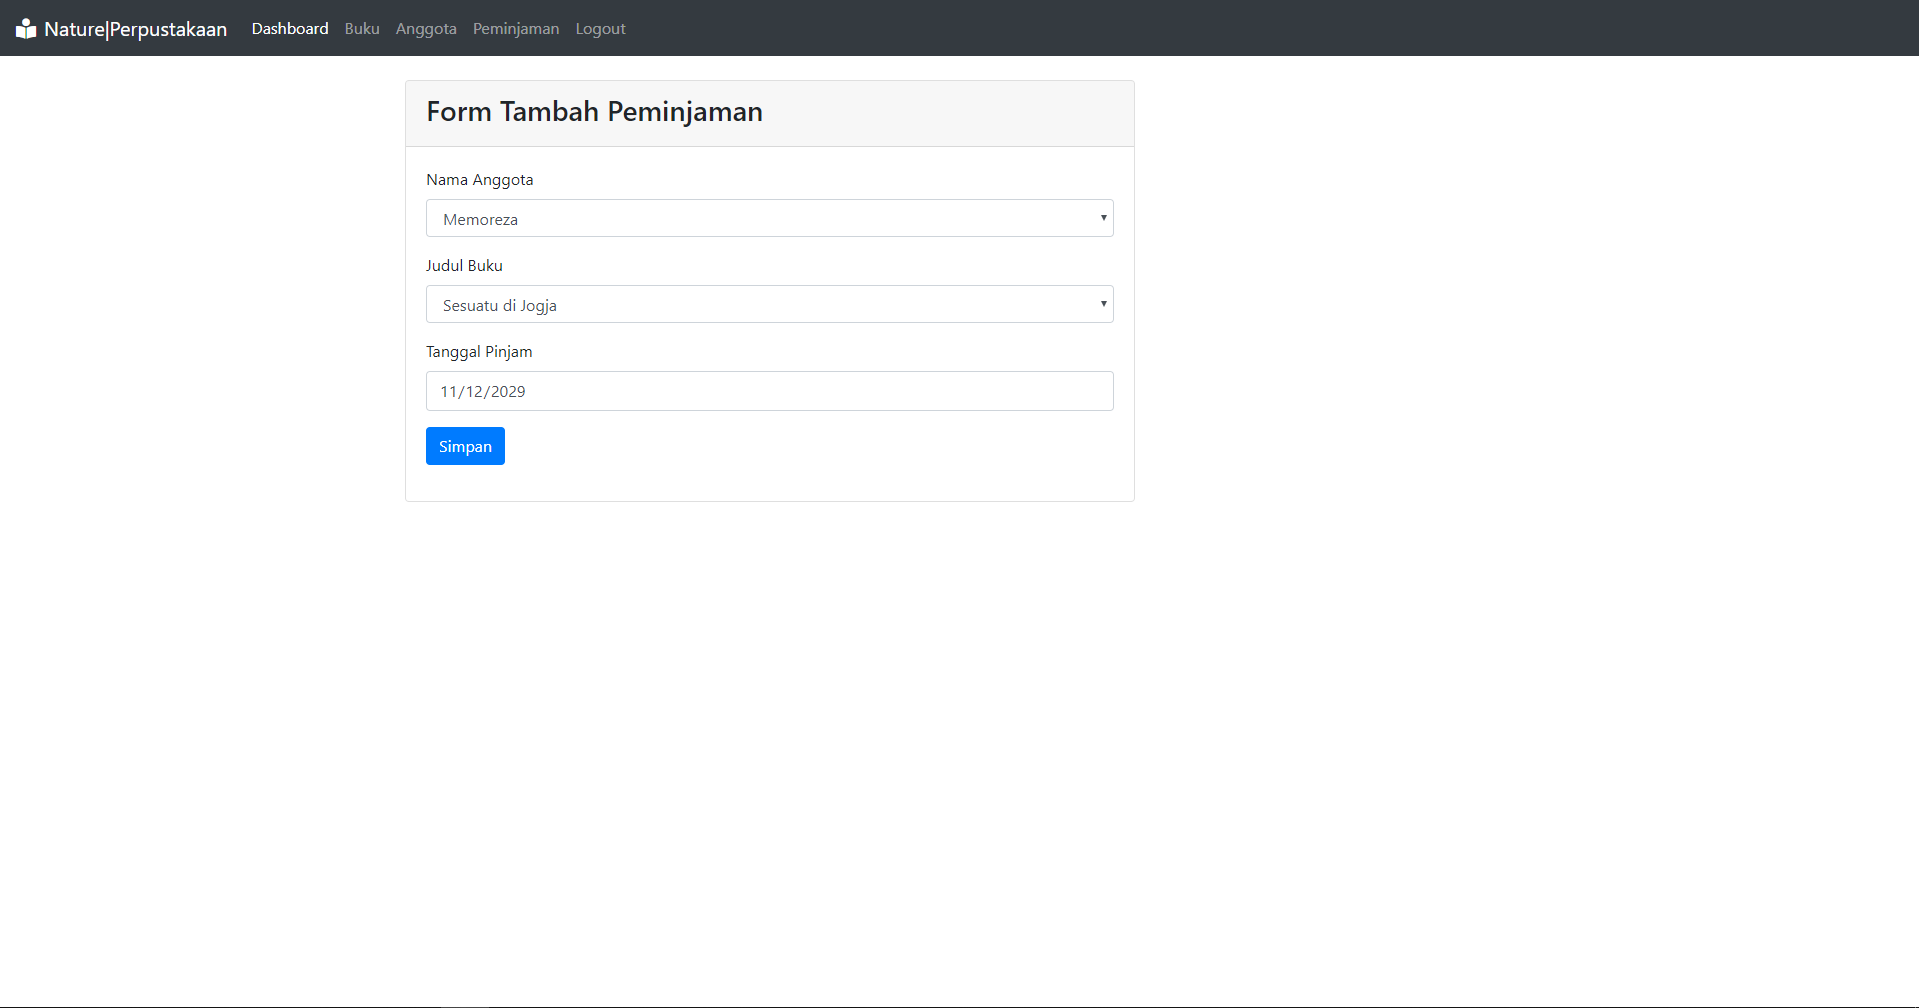 Nature|Perpustakaan Dashboard Buku Anggota Peminjaman Logout
Form Tambah Peminjaman
Nama Anggota
Memoreza
Judul Buku
Sesuatu di Jogja
Tanggal Pinjam
11/12/2029
Simpan